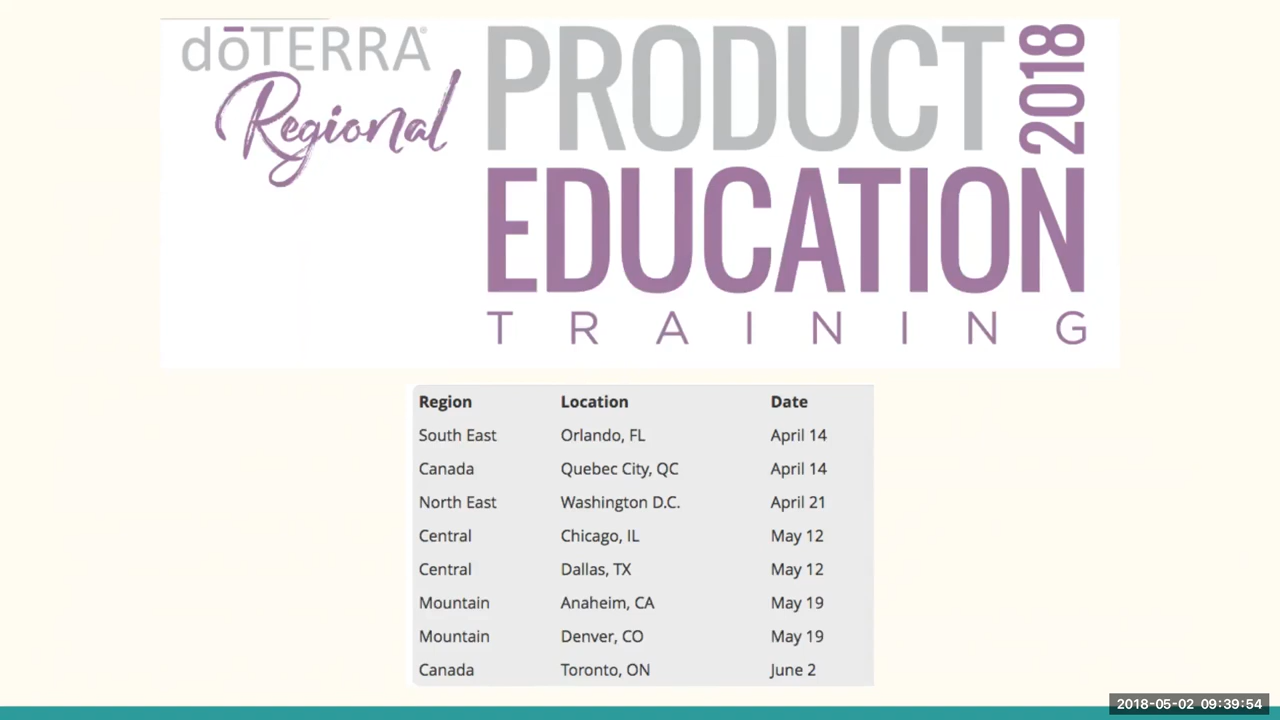 dōTERRA®
Regional
PRODUCT
2018
EDUCATION
TRAINING
Region Location Date
South East Orlando, FL April 14
Canada Quebec City, QC April 14
North East Washington D.C. April 21
Central Chicago, IL May 12
Central Dallas, TX May 12
Mountain Anaheim, CA May 19
Mountain Denver, CO May 19
Canada Toronto, ON June 2
2018-05-02 09:39:54